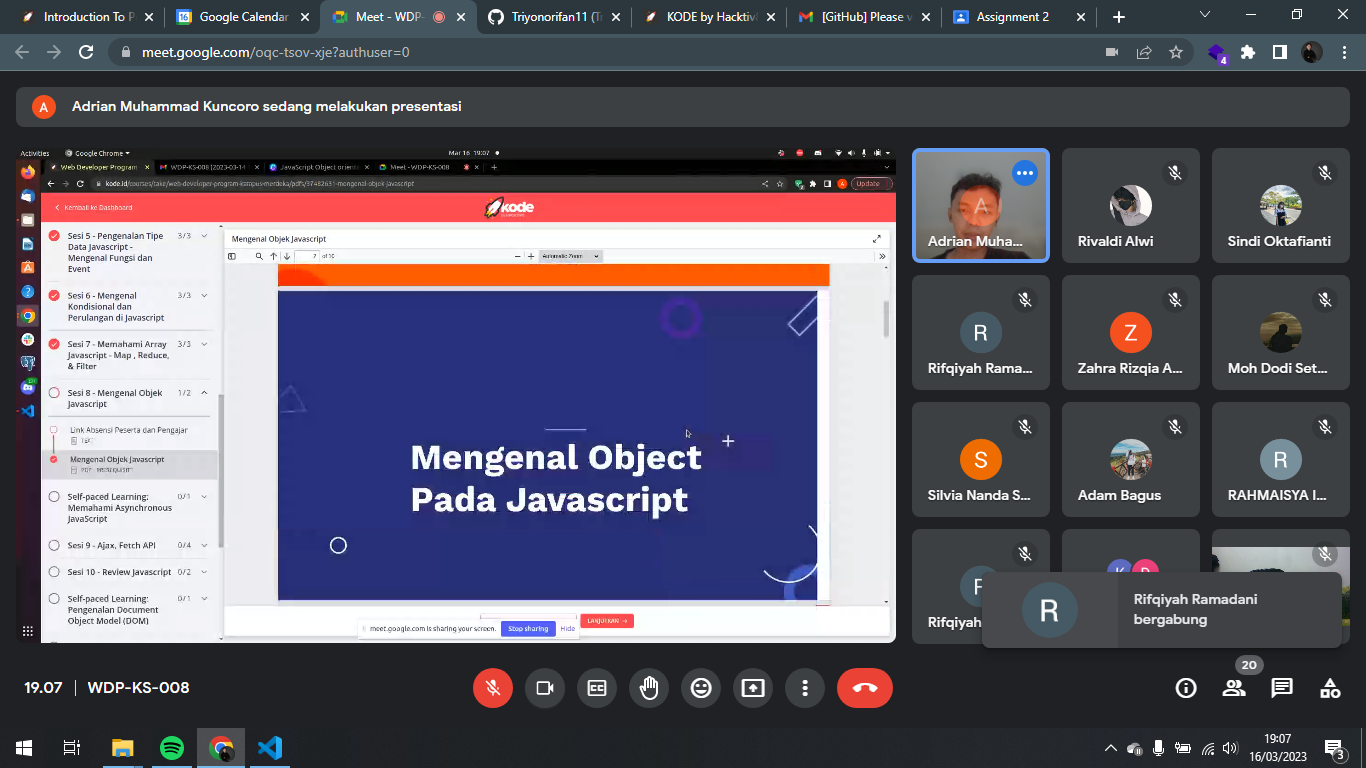 Introduction To P
Google Calendar
Meet - WDP-
Triyonorifan11 (Tr
KODE by Hacktiv
[GitHub] Please v
Assignment 2
meet.google.com/oqc-tsov-xje?authuser=0
4
A
Adrian Muhammad Kuncoro sedang melakukan presentasi
Activities
Google Chrome
Mar 16 19:07
Web Developer Program
WDP-KS-008 [2023-03-14
JavaScript Object orient
Meet - WDP-KS-008
kode.id/courses/take/web-developer-program-kampus-merdeka/pdfs/37482631-mengenal-objek-javascript
Update
Kembali ke Dashboard
kode
Sesi 5 - Pengenalan Tipe
Data Javascript -
Mengenal Fungsi dan
Event
3/3
Sesi 6 - Mengenal
Kondisional dan
Perulangan di Javascript
3/3
Sesi 7 - Memahami Array
Javascript - Map , Reduce,
& Filter
3/3
Sesi 8 - Mengenal Objek
Javascript
1/2
Link Absensi Peserta dan Pengajar
TEXT
Mengenal Objek Javascript
Self-paced Learning:
Memahami Asynchronous
JavaScript
0/1
Sesi 9 - Ajax, Fetch API
0/4
Sesi 10 - Review Javascript
0/2
Self-paced Learning:
Pengenalan Document
Object Model (DOM)
0/1
Mengenal Objek Javascript
2 of 10
Automatic Zoom
Mengenal Object
Pada Javascript
LANJUTKAN →
meet.google.com is sharing your screen.
Stop sharing
Hide
A
Adrian Muha...
Rivaldi Alwi
Sindi Oktafianti
R
Rifqiyah Rama...
Z
Zahra Rizqia A...
Moh Dodi Set...
S
Silvia Nanda S...
Adam Bagus
R
RAHMAISYA I...
Rifqiyah
R
Rifqiyah Ramadani
bergabung
19.07
WDP-KS-008
20
19:07
16/03/2023
3